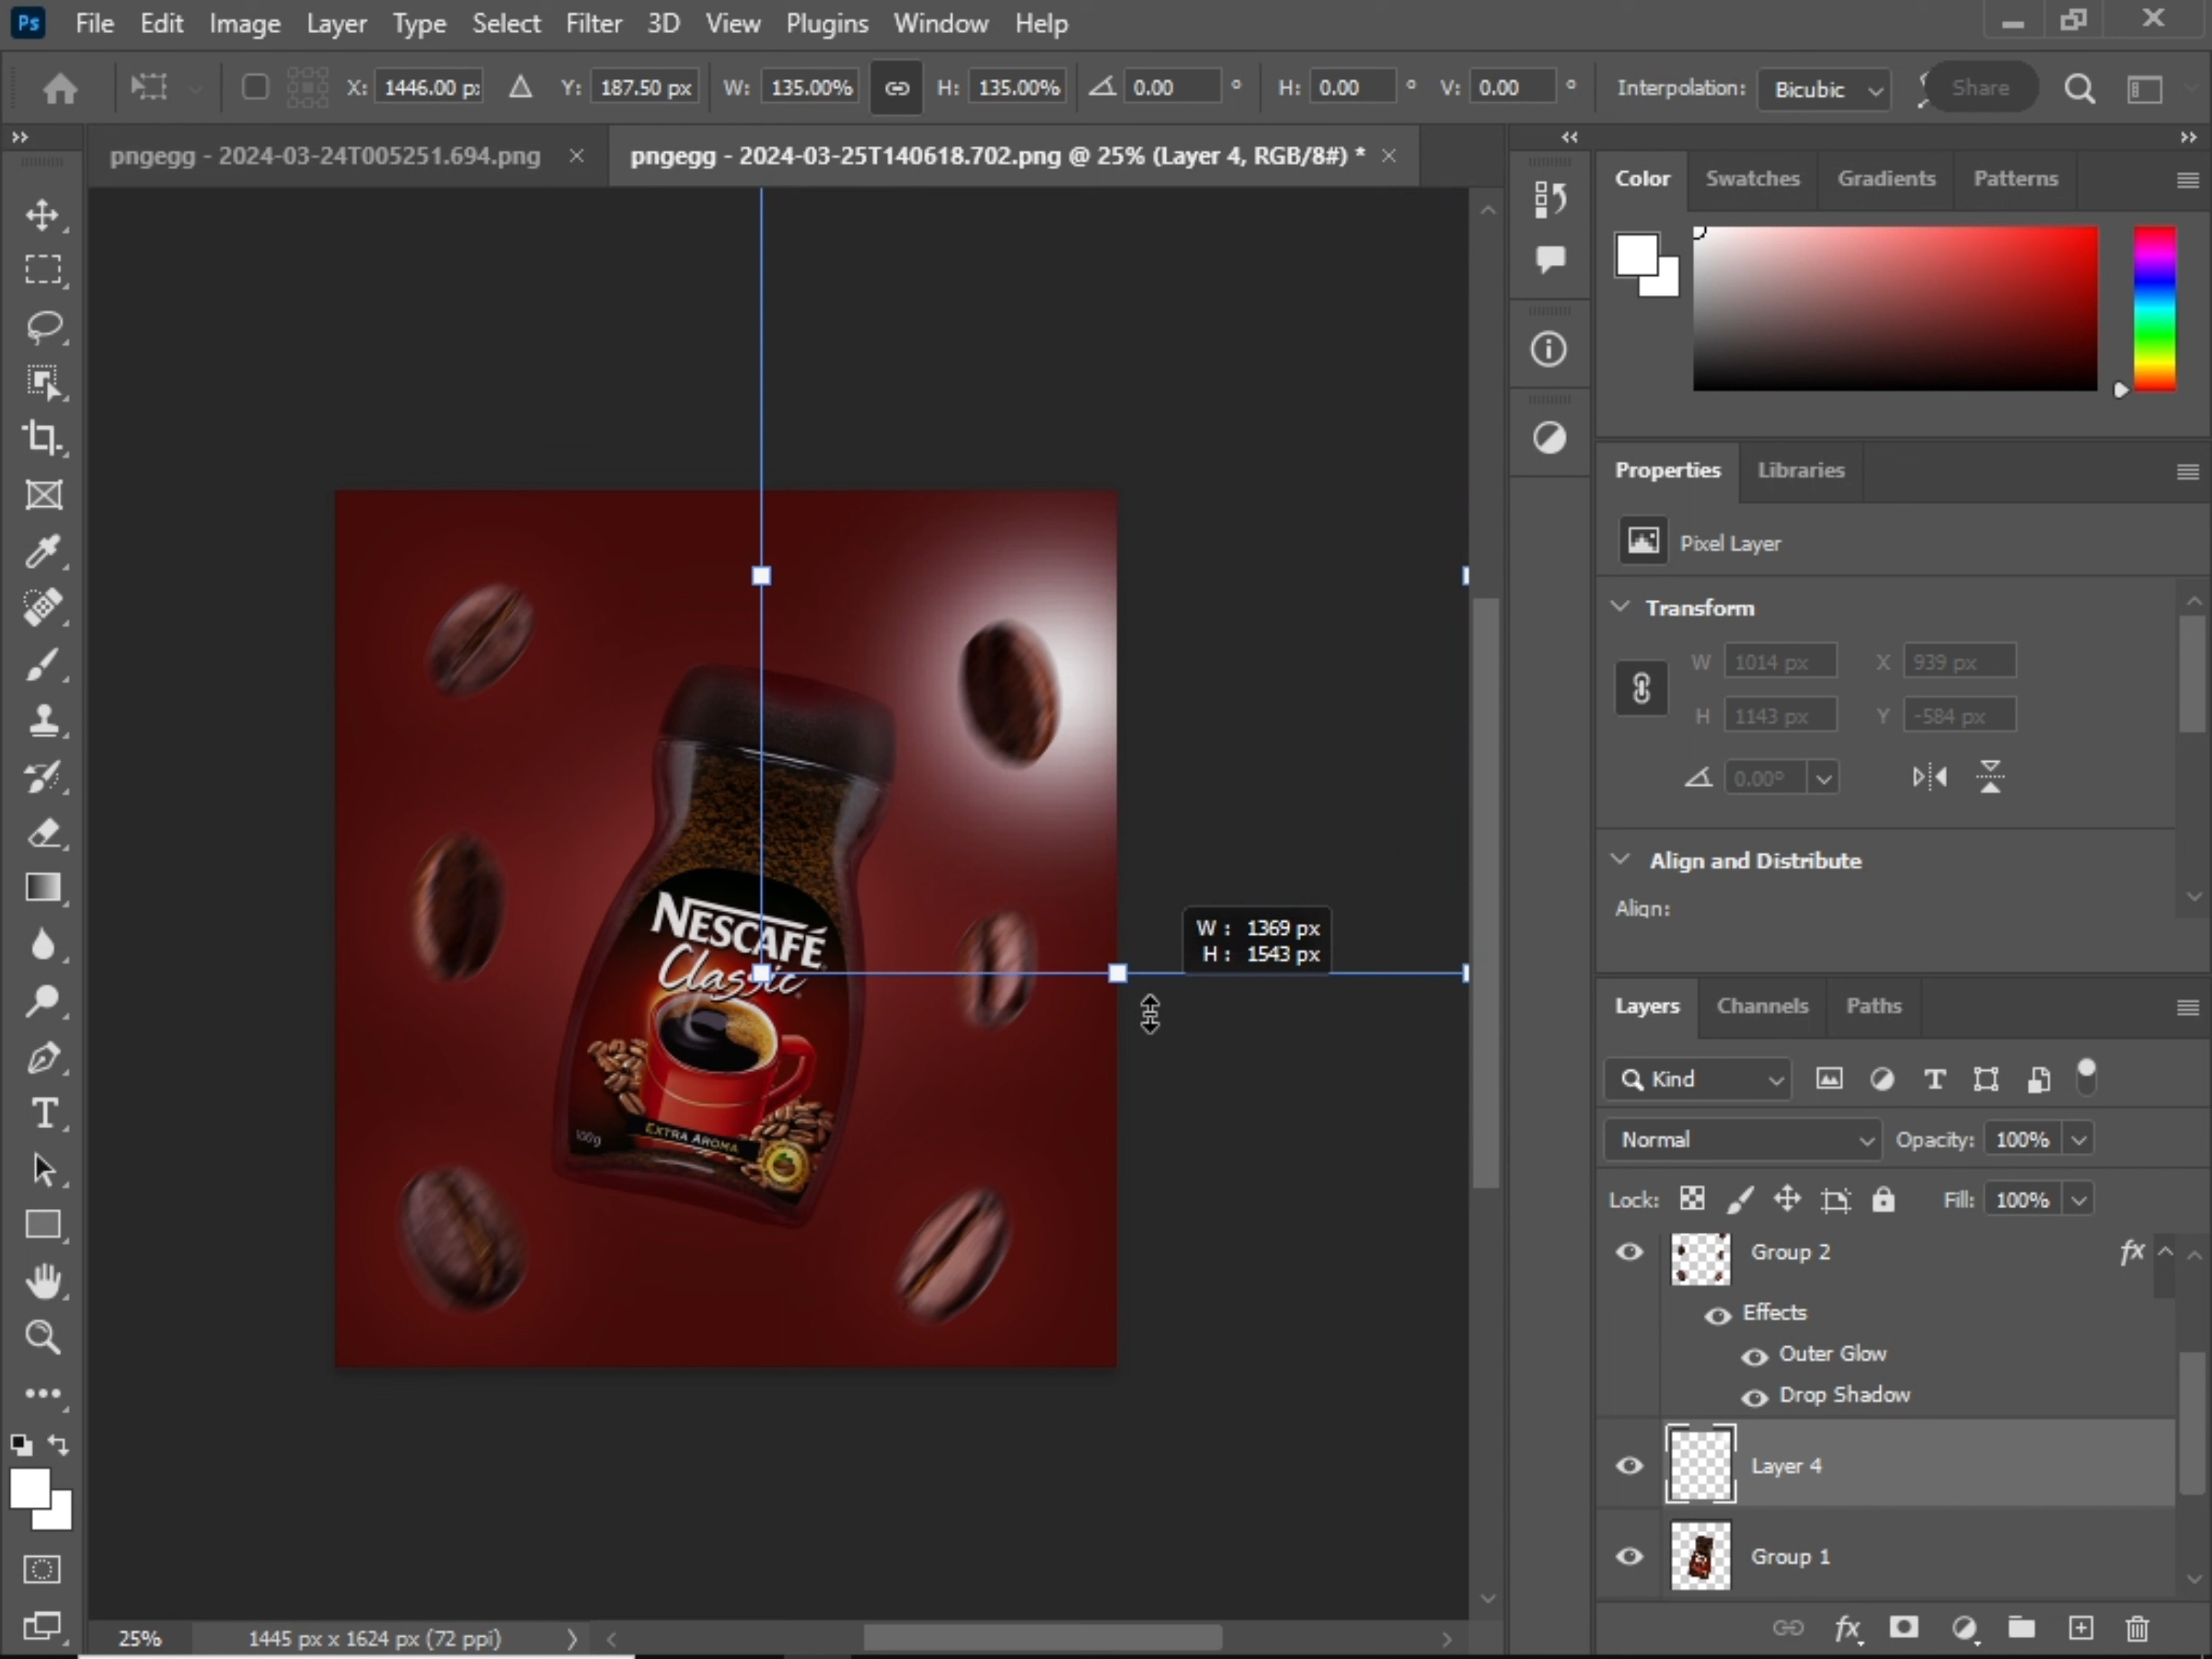 Ps File Edit Image Layer Type Select Filter 3D View Plugins Window Help
X: 1446.00 p Y: 187.50 px W: 135.00% H: 135.00% 0.00 ° H: 0.00 ° V: 0.00 ° Interpolation: Bicubic Share
pngegg - 2024-03-24T005251.694.png × pngegg - 2024-03-25T140618.702.png @ 25% (Layer 4, RGB/8#) * ×
Color Swatches Gradients Patterns
Properties Libraries
Pixel Layer
Transform
W 1014 px X 939 px
H 1143 px Y -584 px
0.00°
Align and Distribute
Align:
W : 1369 px
H : 1543 px
NESCAFÉ
Classic
EXTRA AROMA
100g
Layers Channels Paths
Kind
Normal Opacity: 100%
Lock: Fill: 100%
Group 2 fx
Effects
Outer Glow
Drop Shadow
Layer 4
Group 1
fx
25% 1445 px x 1624 px (72 ppi)